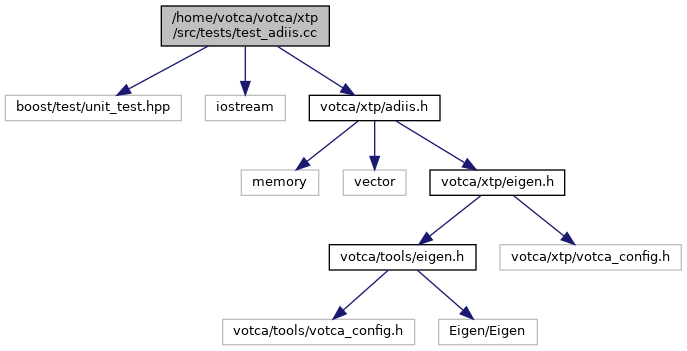 /home/votca/votca/xtp
/src/tests/test_adiis.cc
boost/test/unit_test.hpp
iostream
votca/xtp/adiis.h
memory
vector
votca/xtp/eigen.h
votca/tools/eigen.h
votca/xtp/votca_config.h
votca/tools/votca_config.h
Eigen/Eigen